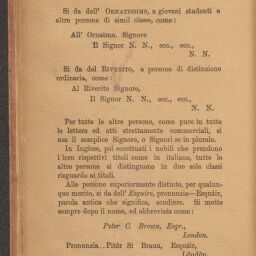 Si da dell' ORNATISSIMO, a giovani studenti e
altre persone di simil classe, come:
All' Ornatmo. Signore
Il Signor N. N., ecc., ecc.,
N. N.
Si da del RIVERITO, a persone di distinzione
ordinaria, come:
Al Riverito Signore,
Il Signor N. N., ecc., ecc.,
N. N.
Per tutte le altre persone, come pure in tutte
le lettere ed atti strettamente commerciali, si
usa il semplice Signore, o Signori se in plurale.
In Inglese, poi eccettuati i nobili che prendono
i loro rispettivi titoli come in italiano, tutte le
altre persone si distinguono in due sole classi
risguardo ai titoli.
Alle persone superiormente distinte, per qualun-
que merito, si da dell' Esquire, pronunzia—Esquáir,
parola antica che significa, scudiere. Si mette
sempre dopo il nome, ed abbreviata come:
Peter C. Brown, Esqr.,
London.
Pronunzia. Pitòr Si Braun, Esquáir,
Lóndòn.